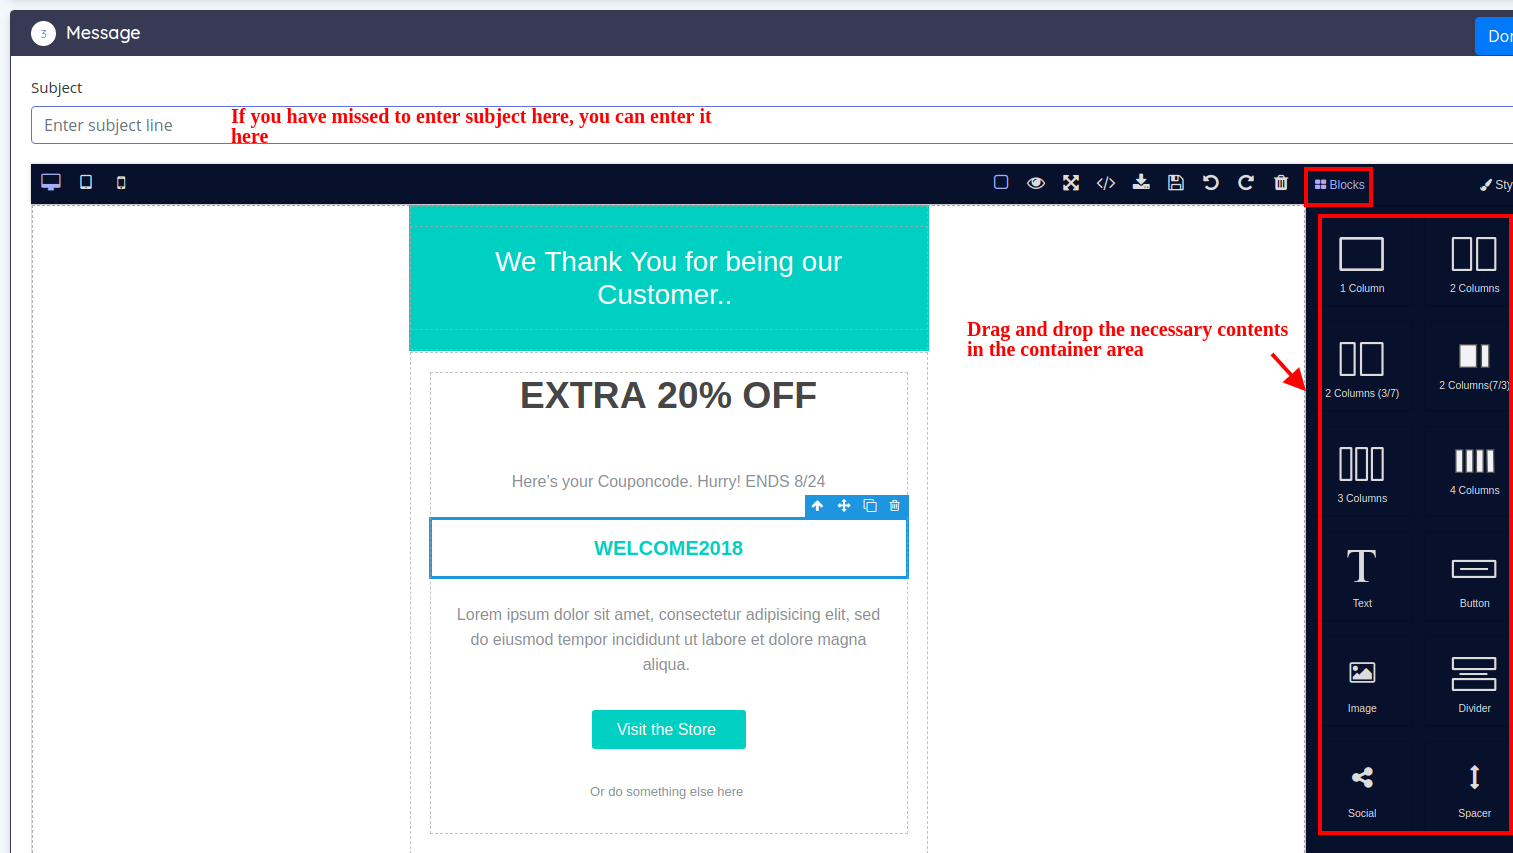 3 Message
Don
Subject
Enter subject line
If you have missed to enter subject here, you can enter it
here
Blocks
Sty
We Thank You for being our
Customer..
1 Column
2 Columns
Drag and drop the necessary contents
in the container area
2 Columns (3/7)
2 Columns(7/3)
EXTRA 20% OFF
Here's your Couponcode. Hurry! ENDS 8/24
3 Columns
4 Columns
WELCOME2018
T
Text
Button
Lorem ipsum dolor sit amet, consectetur adipisicing elit, sed
do eiusmod tempor incididunt ut labore et dolore magna
aliqua.
Image
Divider
Visit the Store
Or do something else here
Social
Spacer